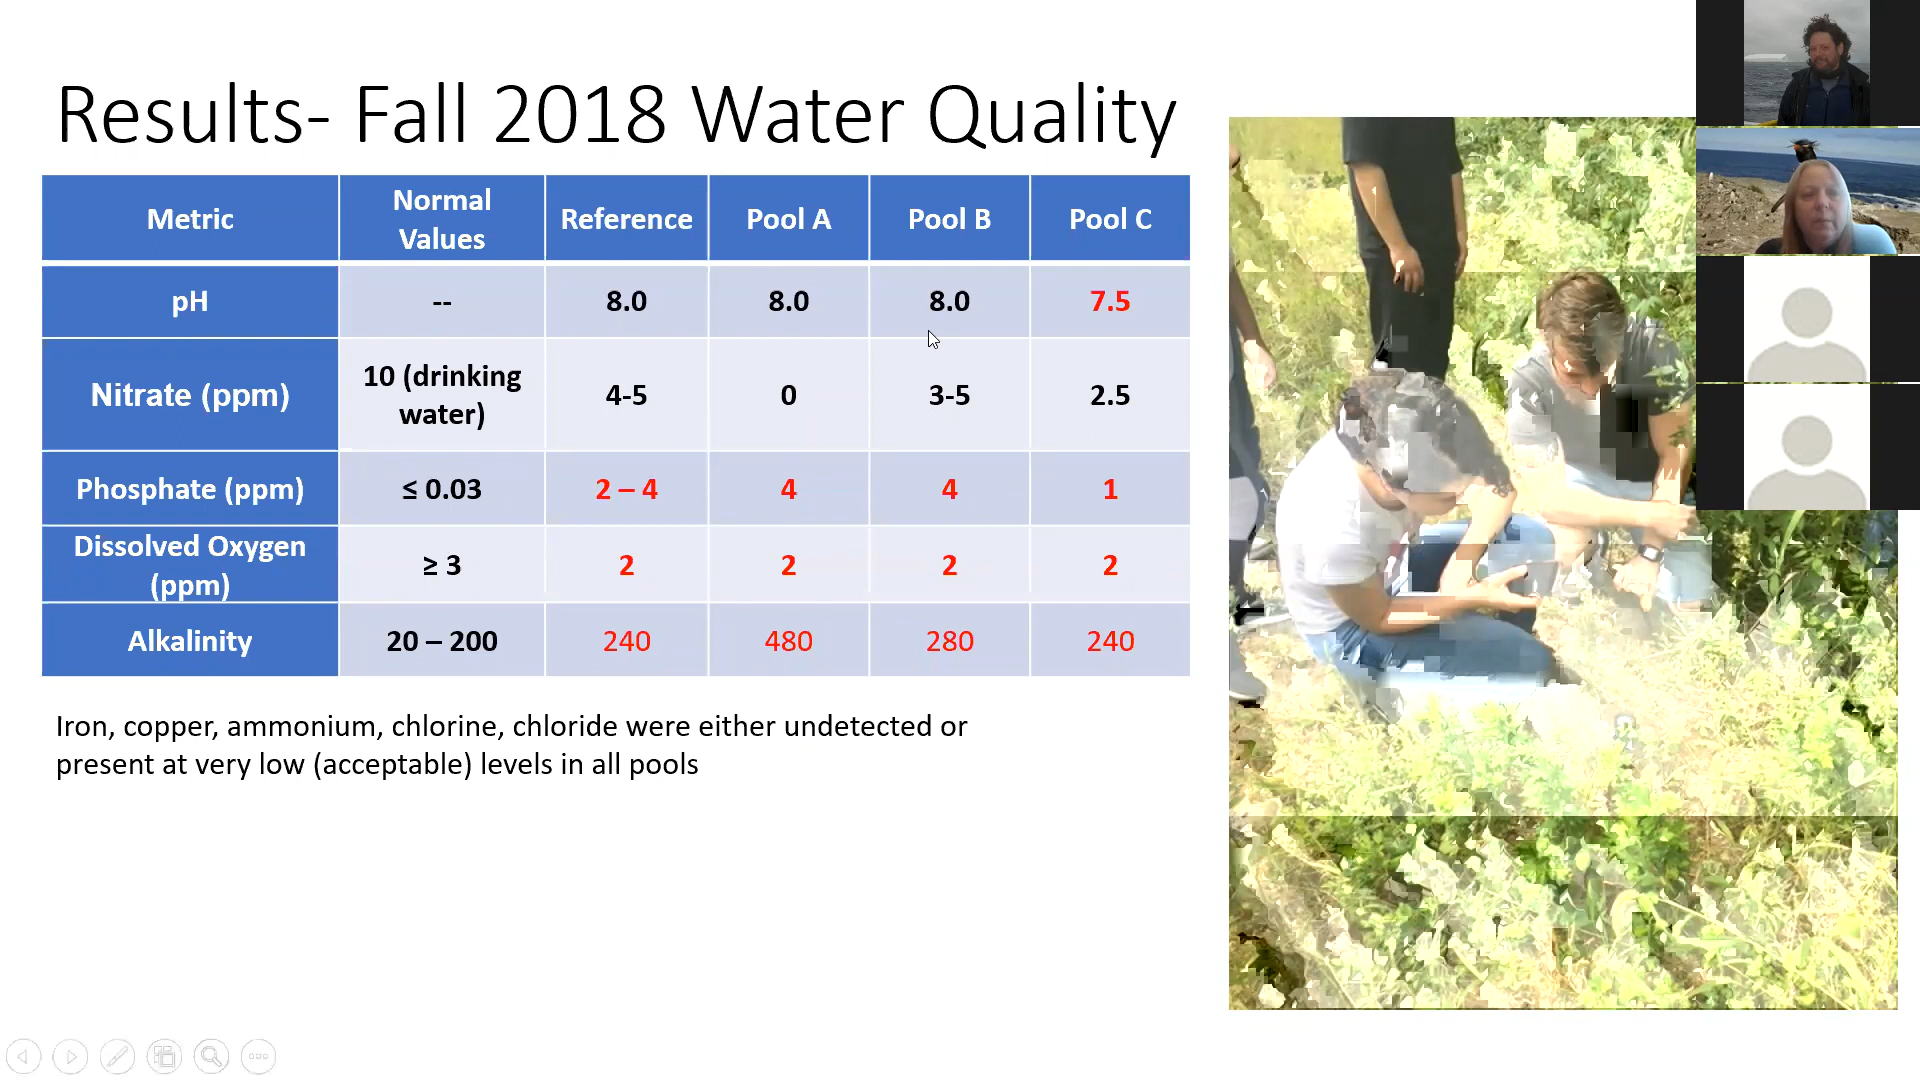 Results- Fall 2018 Water Quality
Metric
Normal
Values
Reference
Pool A
Pool B
Pool C
pH
--
8.0
8.0
8.0
7.5
Nitrate (ppm)
10 (drinking
water)
4-5
0
3-5
2.5
Phosphate (ppm)
≤ 0.03
2 – 4
4
4
1
Dissolved Oxygen
(ppm)
≥ 3
2
2
2
2
Alkalinity
20 – 200
240
480
280
240
Iron, copper, ammonium, chlorine, chloride were either undetected or
present at very low (acceptable) levels in all pools